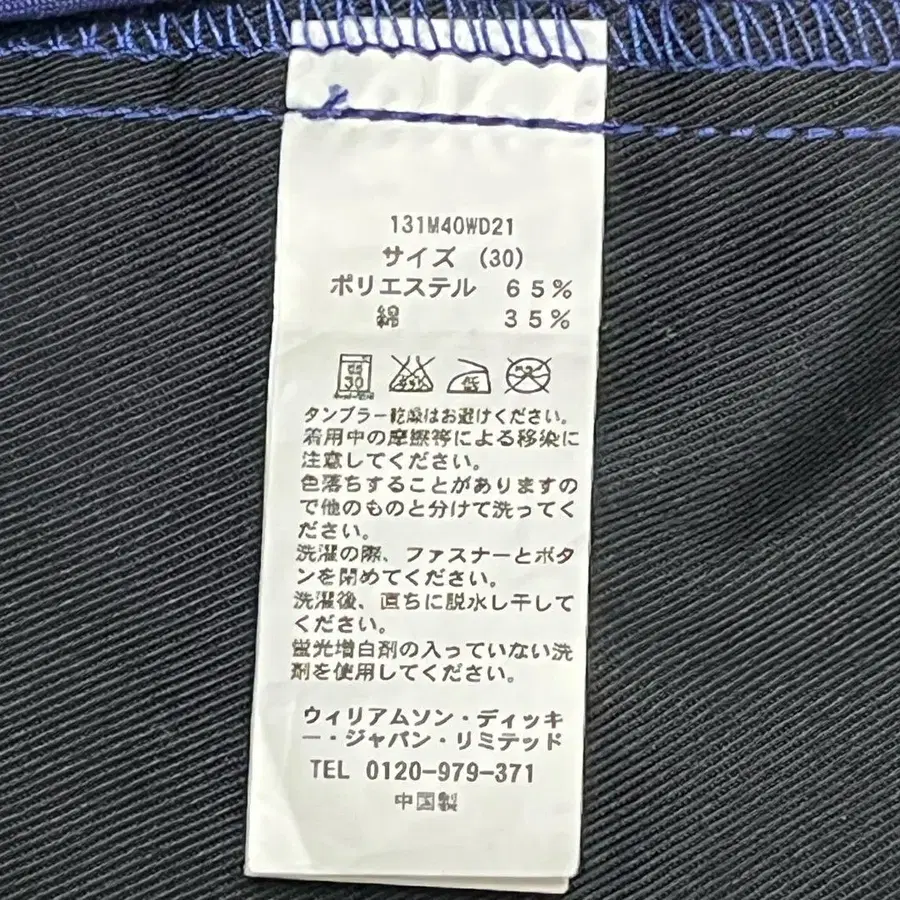 131M40WD21
サイズ (30)
ポリエステル 65%
綿 35%
30
タンブラー乾燥はお避けください。
着用中の摩擦等による移染に
注意してください。
色落ちすることがありますの
で他のものと分けて洗ってく
ださい。
洗濯の際、ファスナーとボタ
ンを閉めてください。
洗濯後、直ちに脱水し干して
ください。
蛍光増白剤の入っていない洗
剤を使用してください。
ウィリアムソン・ディッキ
ー・ジャパン・リミテッド
TEL 0120-979-371
中国製